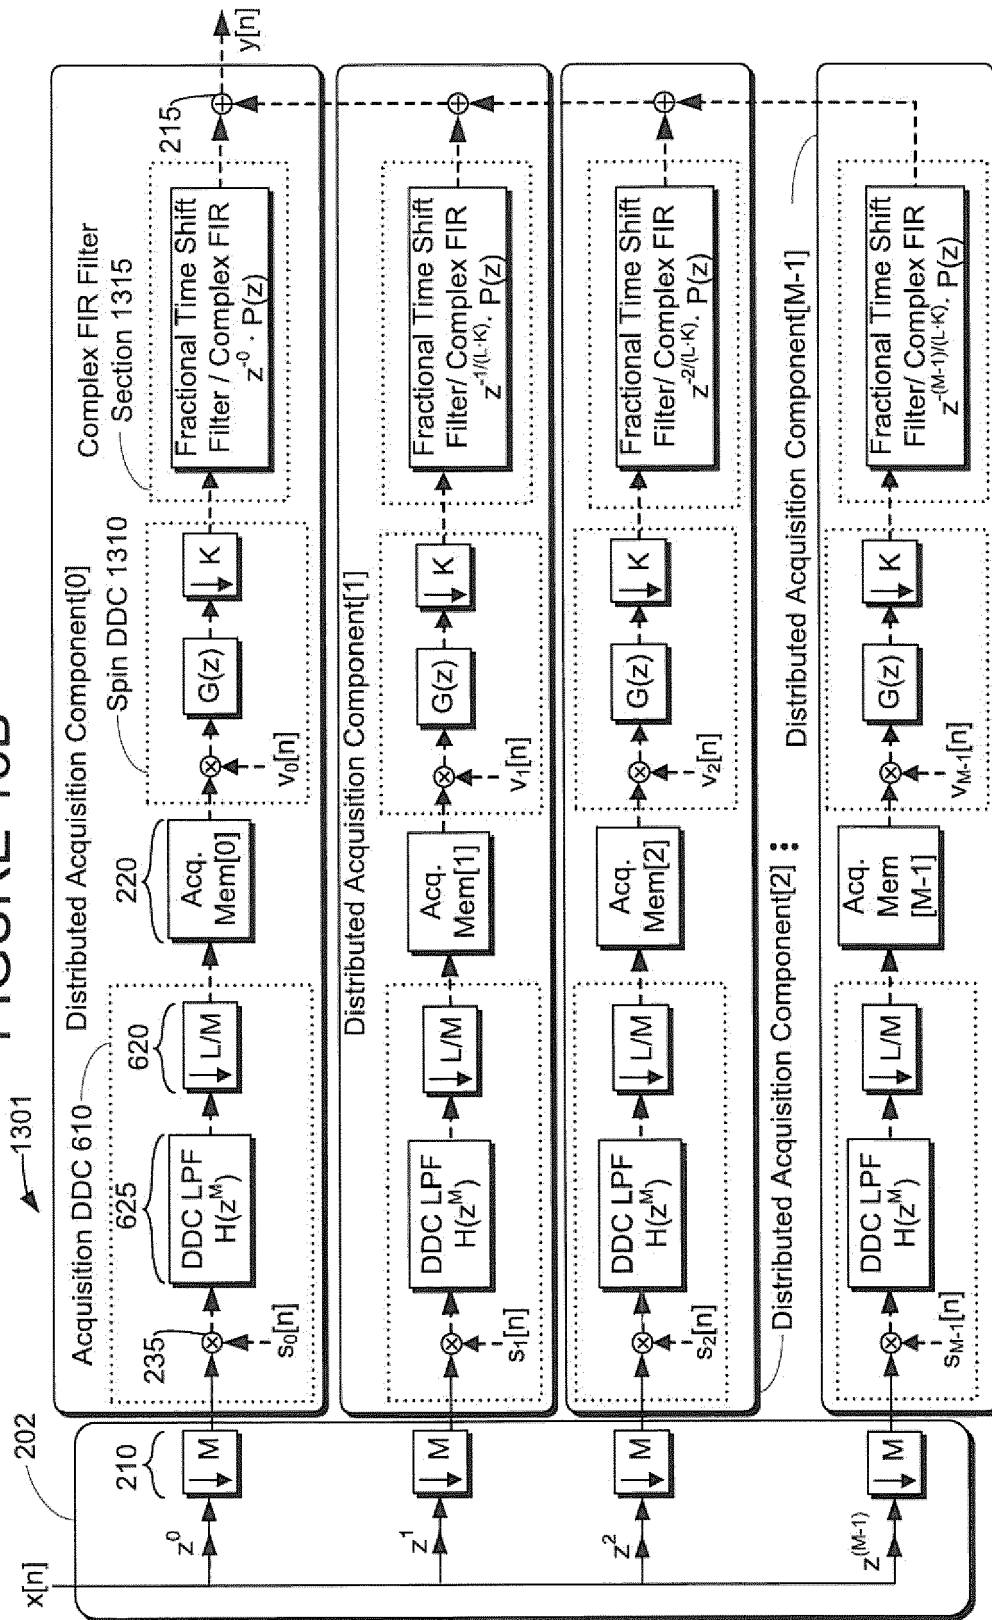 FIGURE
1301
x[n]
202
210
z^0
↓ M
Acquisition DDC 610
235
s₀[n]
625
DDC LPF
H(z^M)
620
↓ L/M
Distributed Acquisition Component[0]
220
Acq.
Mem[0]
Spin DDC 1310
v₀[n]
G(z)
↓ K
Complex FIR Filter
Section 1315
Fractional Time Shift
Filter / Complex FIR
z^-0 · P(z)
215
y[n]
z^1
↓ M
s₁[n]
DDC LPF
H(z^M)
↓ L/M
Distributed Acquisition Component[1]
Acq.
Mem[1]
v₁[n]
G(z)
↓ K
Fractional Time Shift
Filter/ Complex FIR
z^-1/(L·K) · P(z)
z^2
↓ M
s₂[n]
DDC LPF
H(z^M)
↓ L/M
Acq.
Mem[2]
v₂[n]
G(z)
↓ K
Fractional Time Shift
Filter/ Complex FIR
z^-2/(L·K) · P(z)
Distributed Acquisition Component[2]
Distributed Acquisition Component[M-1]
z^(M-1)
↓ M
s_M-1[n]
DDC LPF
H(z^M)
↓ L/M
Acq.
Mem
[M-1]
v_M-1[n]
G(z)
↓ K
Fractional Time Shift
Filter/ Complex FIR
z^-(M-1)/(L·K) · P(z)